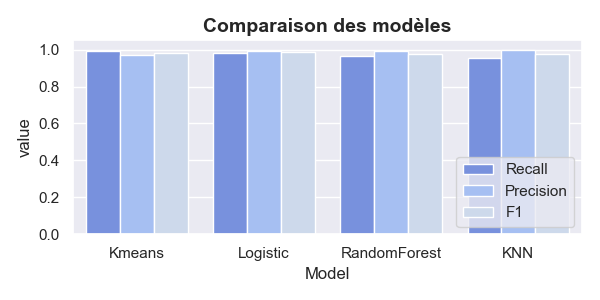 Comparaison des modèles
1.0
0.8
0.6
0.4
0.2
0.0
value
Recall
Precision
F1
Kmeans Logistic RandomForest KNN
Model